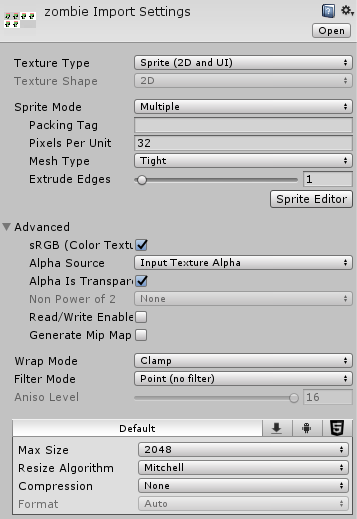 zombie Import Settings
Open
Texture Type Sprite (2D and UI)
Texture Shape 2D
Sprite Mode Multiple
Packing Tag
Pixels Per Unit 32
Mesh Type Tight
Extrude Edges 1
Sprite Editor
Advanced
sRGB (Color Textu
Alpha Source Input Texture Alpha
Alpha Is Transpare
Non Power of 2 None
Read/Write Enable
Generate Mip Map
Wrap Mode Clamp
Filter Mode Point (no filter)
Aniso Level 16
Default
Max Size 2048
Resize Algorithm Mitchell
Compression None
Format Auto